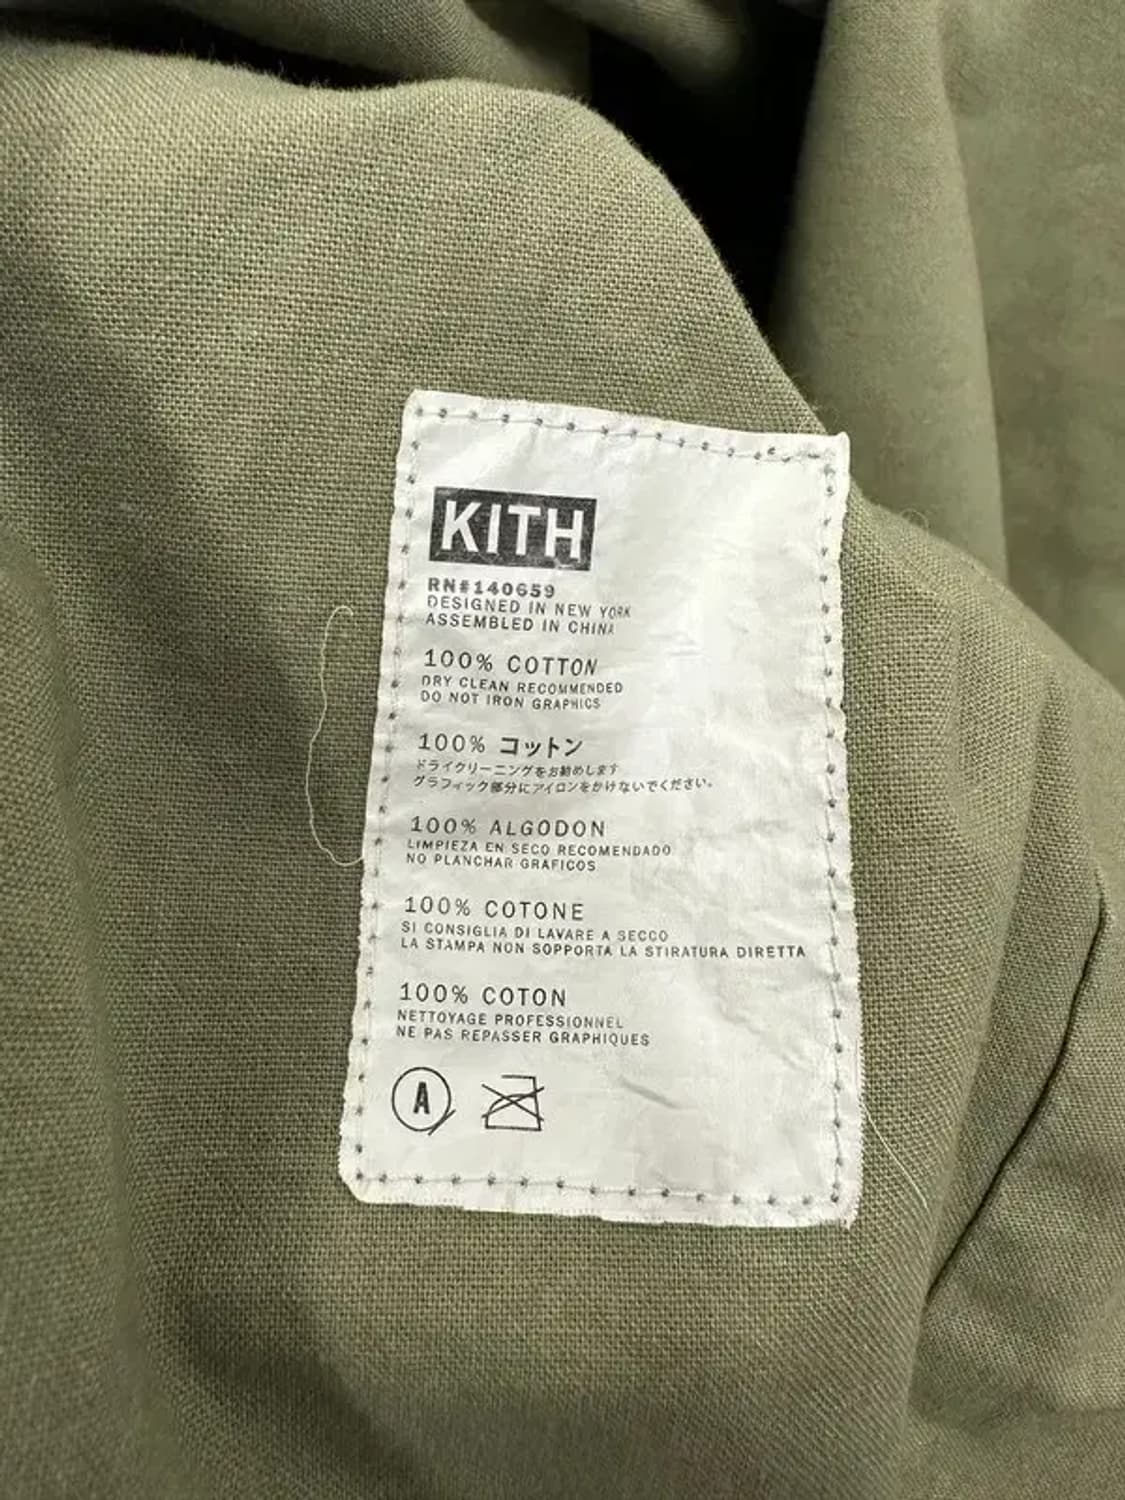 KITH
RN#140659
DESIGNED IN NEW YORK
ASSEMBLED IN CHINA
100% COTTON
DRY CLEAN RECOMMENDED
DO NOT IRON GRAPHICS
100% コットン
ドライクリーニングをお勧めします
グラフィック部分にアイロンをかけないでください。
100% ALGODON
LIMPIEZA EN SECO RECOMENDADO
NO PLANCHAR GRAFICOS
100% COTONE
SI CONSIGLIA DI LAVARE A SECCO
LA STAMPA NON SOPPORTA LA STIRATURA DIRETTA
100% COTON
NETTOYAGE PROFESSIONNEL
NE PAS REPASSER GRAPHIQUES
A